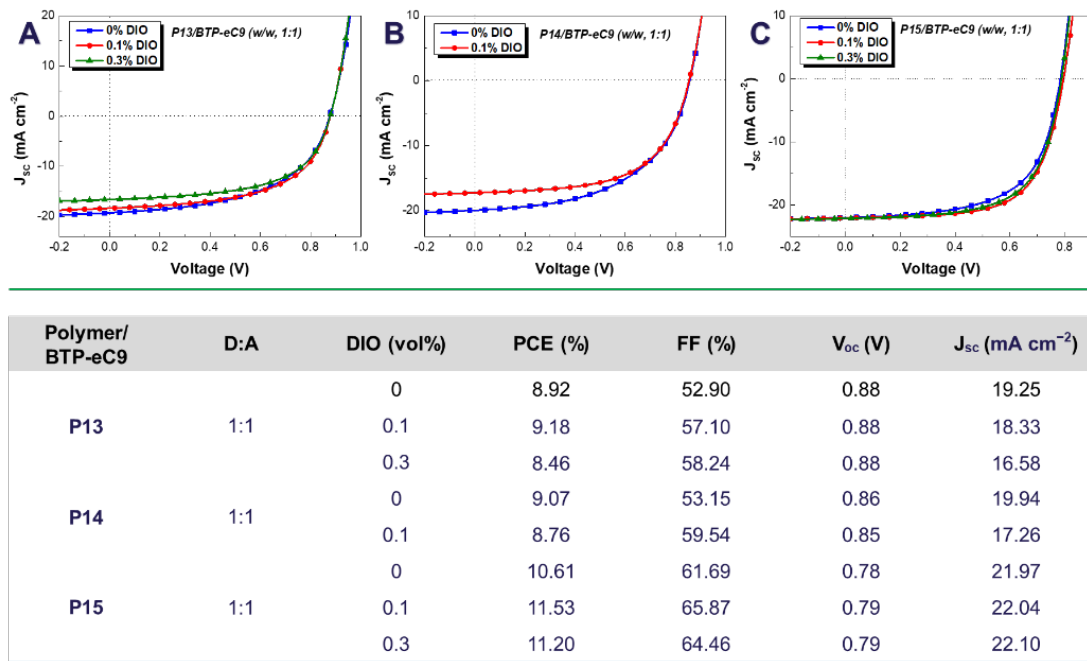 A
P13/BTP-eC9 (w/w, 1:1)
0% DIO
0.1% DIO
0.3% DIO
J_SC (mA cm⁻²)
20
10
0
-10
-20
-0.2 0.0 0.2 0.4 0.6 0.8 1.0
Voltage (V)
B
P14/BTP-eC9 (w/w, 1:1)
0% DIO
0.1% DIO
J_SC (mA cm⁻²)
10
0
-10
-20
-0.2 0.0 0.2 0.4 0.6 0.8 1.0
Voltage (V)
C
P15/BTP-eC9 (w/w, 1:1)
0% DIO
0.1% DIO
0.3% DIO
J_SC (mA cm⁻²)
10
0
-10
-20
-0.2 0.0 0.2 0.4 0.6 0.8
Voltage (V)
Polymer/
BTP-eC9 D:A DIO (vol%) PCE (%) FF (%) V_oc (V) J_sc (mA cm⁻²)
0 8.92 52.90 0.88 19.25
P13 1:1 0.1 9.18 57.10 0.88 18.33
0.3 8.46 58.24 0.88 16.58
0 9.07 53.15 0.86 19.94
P14 1:1
0.1 8.76 59.54 0.85 17.26
0 10.61 61.69 0.78 21.97
P15 1:1 0.1 11.53 65.87 0.79 22.04
0.3 11.20 64.46 0.79 22.10